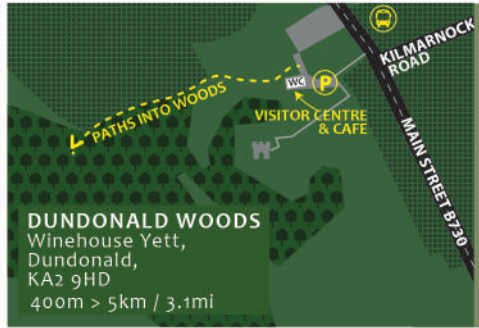 KILMARNOCK
ROAD
WC
P
PATHS INTO WOODS
VISITOR CENTRE
& CAFE
MAIN STREET B730
DUNDONALD WOODS
Winehouse Yett,
Dundonald,
KA2 9HD
400m > 5km / 3.1mi